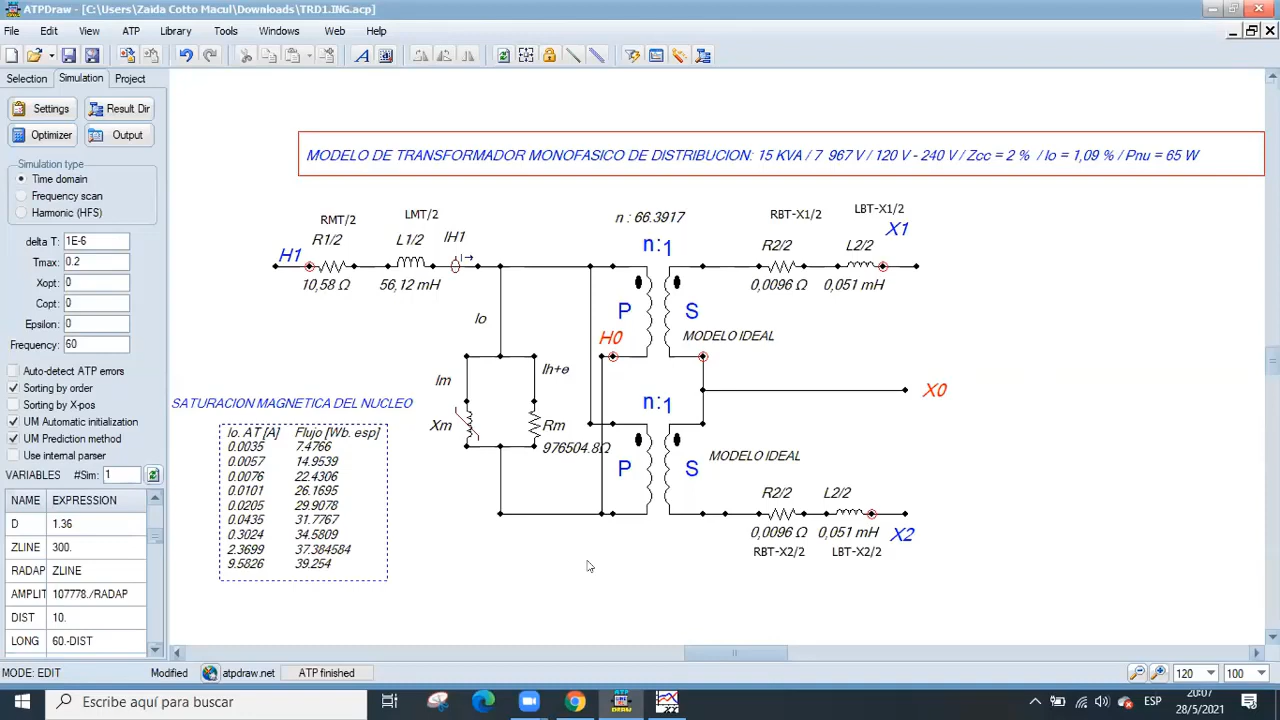 ATPDraw - [C:\Users\Zaida Cotto Macul\Downloads\TRD1.ING.acp]
File Edit View ATP Library Tools Windows Web Help
Selection Simulation Project
Settings Result Dir
Optimizer Output
Simulation type
Time domain
Frequency scan
Harmonic (HFS)
delta T: 1E-6
Tmax: 0.2
Xopt: 0
Copt: 0
Epsilon: 0
Frequency: 60
Auto-detect ATP errors
Sorting by order
Sorting by X-pos
UM Automatic initialization
UM Prediction method
Use internal parser
VARIABLES #Sim: 1
NAME EXPRESSION
D 1.36
ZLINE 300.
RADAP ZLINE
AMPLIT 107778./RADAP
DIST 10.
LONG 60.-DIST
MODELO DE TRANSFORMADOR MONOFASICO DE DISTRIBUCION: 15 KVA / 7 967 V / 120 V - 240 V / Zcc = 2 % / Io = 1,09 % / Pnu = 65 W
RMT/2 LMT/2 n : 66.3917 RBT-X1/2 LBT-X1/2
H1 R1/2 L1/2 IH1 n:1 R2/2 L2/2 X1
10,58 Ω 56,12 mH 0,0096 Ω 0,051 mH
Io P S
H0 MODELO IDEAL
Ih+e
Im X0
SATURACION MAGNETICA DEL NUCLEO n:1
Xm Rm
976504.8Ω MODELO IDEAL
P S
Io. AT [A] Flujo [Wb. esp]
0.0035 7.4766
0.0057 14.9539
0.0076 22.4306
0.0101 26.1695
0.0205 29.9078
0.0435 31.7767
0.3024 34.5809
2.3699 37.384584
9.5826 39.254
R2/2 L2/2
0,0096 Ω 0,051 mH X2
RBT-X2/2 LBT-X2/2
MODE: EDIT Modified atpdraw.net ATP finished 120 100
Escribe aquí para buscar
ATP DRAW
ESP
20:07
28/5/2021